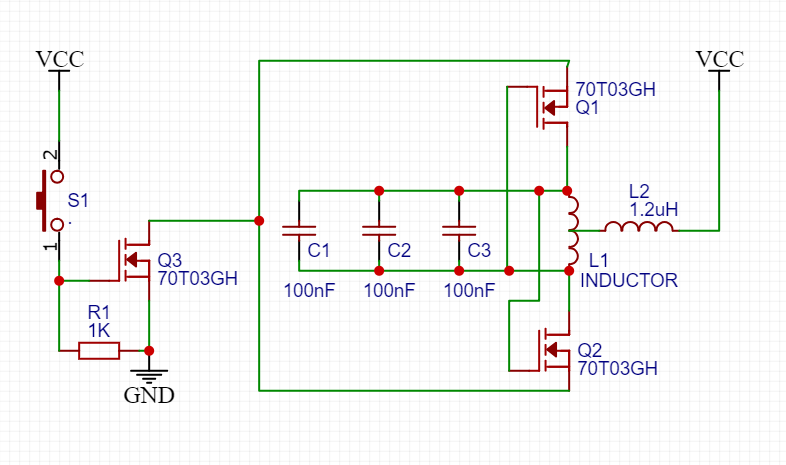 VCC
VCC
2
S1
1
Q3
70T03GH
R1
1K
GND
C1
100nF
C2
100nF
C3
100nF
70T03GH
Q1
L2
1.2uH
L1
INDUCTOR
Q2
70T03GH